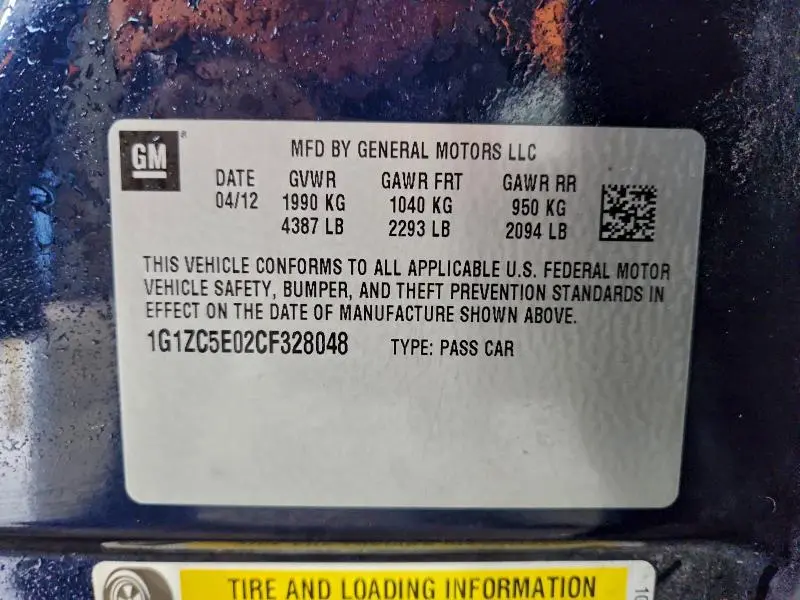 GM®
MFD BY GENERAL MOTORS LLC
DATE GVWR GAWR FRT GAWR RR
04/12 1990 KG 1040 KG 950 KG
4387 LB 2293 LB 2094 LB
THIS VEHICLE CONFORMS TO ALL APPLICABLE U.S. FEDERAL MOTOR
VEHICLE SAFETY, BUMPER, AND THEFT PREVENTION STANDARDS IN
EFFECT ON THE DATE OF MANUFACTURE SHOWN ABOVE.
1G1ZC5E02CF328048 TYPE: PASS CAR
TIRE AND LOADING INFORMATION